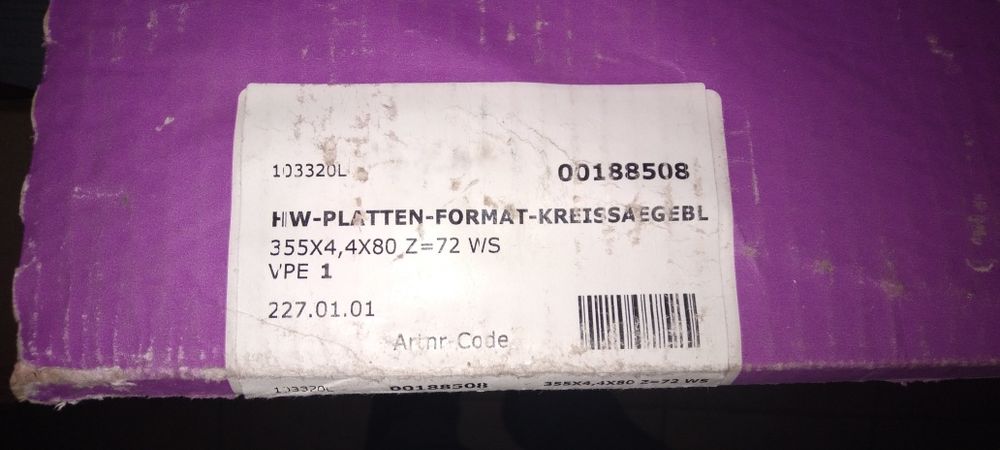 103320L
00188508
HW-PLATTEN-FORMAT-KREISSAEGEBL
355X4,4X80 Z=72 WS
VPE 1
227.01.01
Artnr-Code
103320L 00188508 355X4,4X80 Z=72 WS